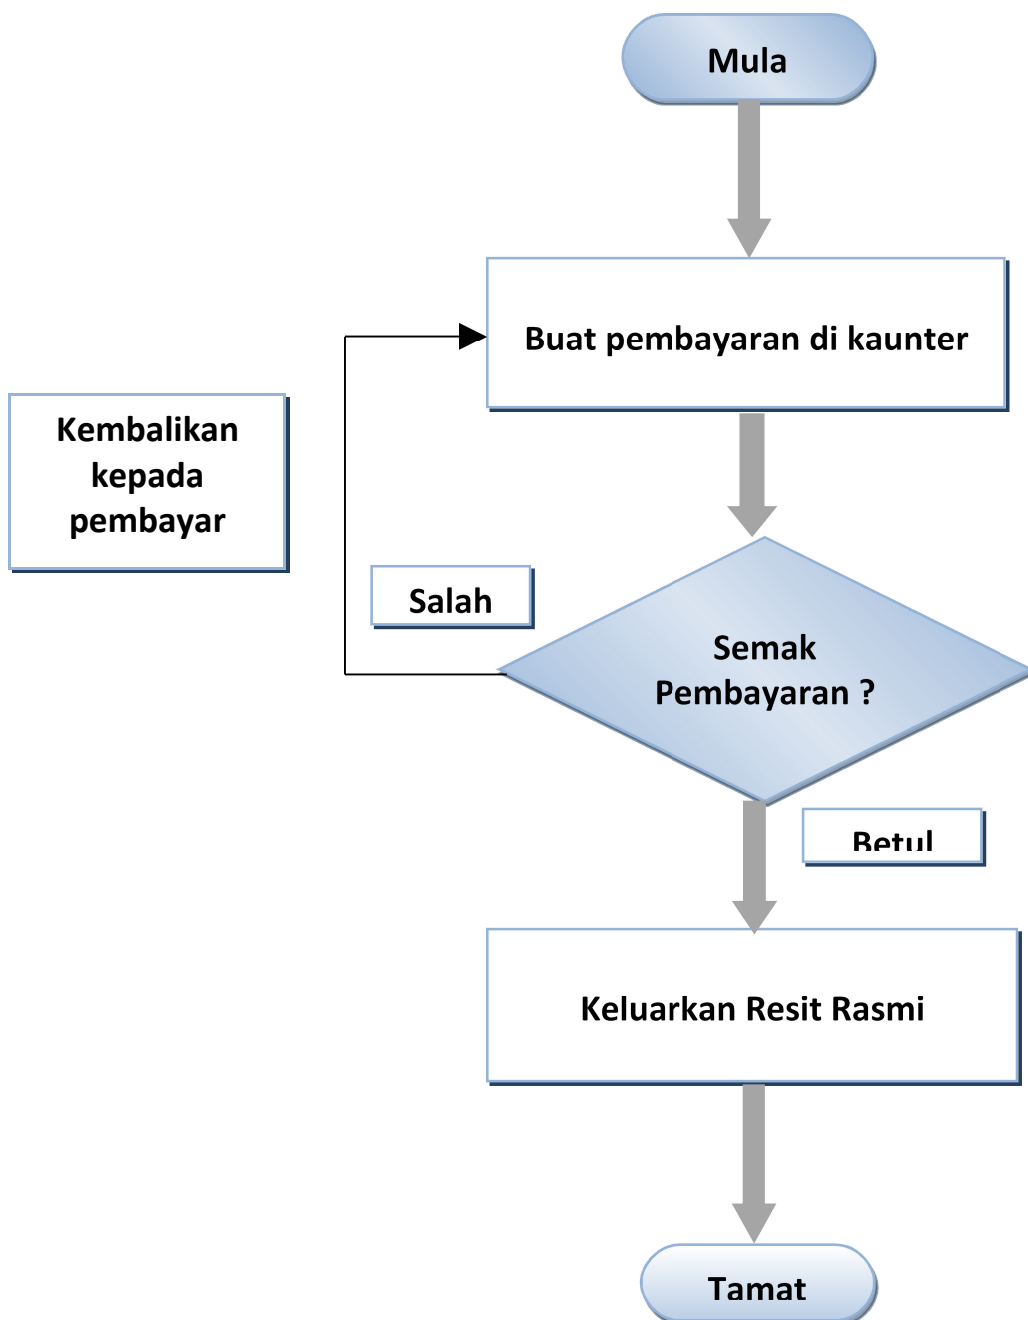 Mula
Buat pembayaran di kaunter
Kembalikan
kepada
pembayar
Salah
Semak
Pembayaran ?
Betul
Keluarkan Resit Rasmi
Tamat